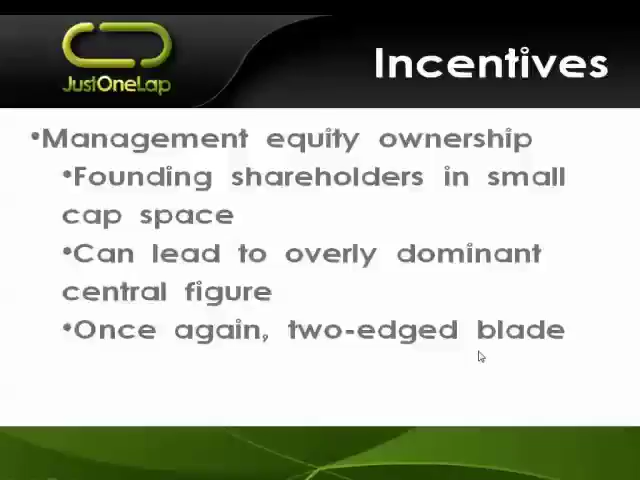 JustOneLap
Incentives
•Management equity ownership
•Founding shareholders in small
cap space
•Can lead to overly dominant
central figure
•Once again, two-edged blade